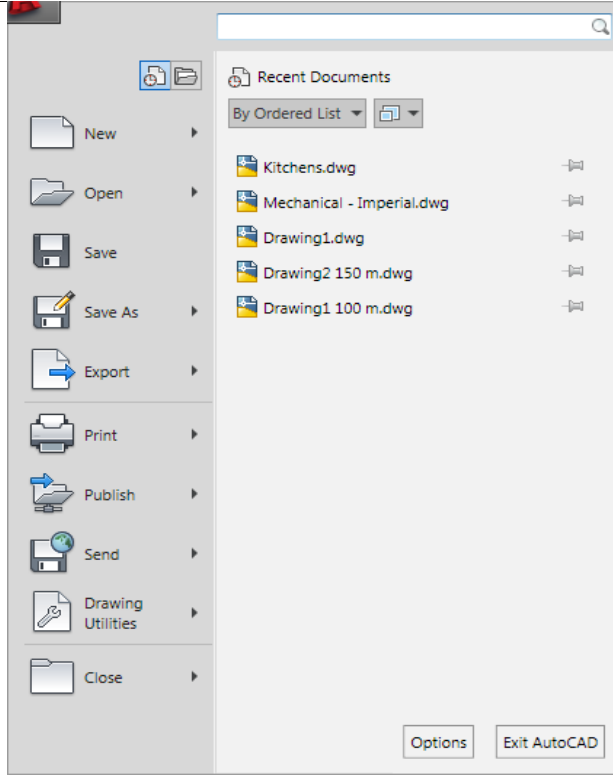 Recent Documents
By Ordered List
New
Open
Save
Save As
Export
Print
Publish
Send
Drawing
Utilities
Close
Kitchens.dwg
Mechanical - Imperial.dwg
Drawing1.dwg
Drawing2 150 m.dwg
Drawing1 100 m.dwg
Options
Exit AutoCAD